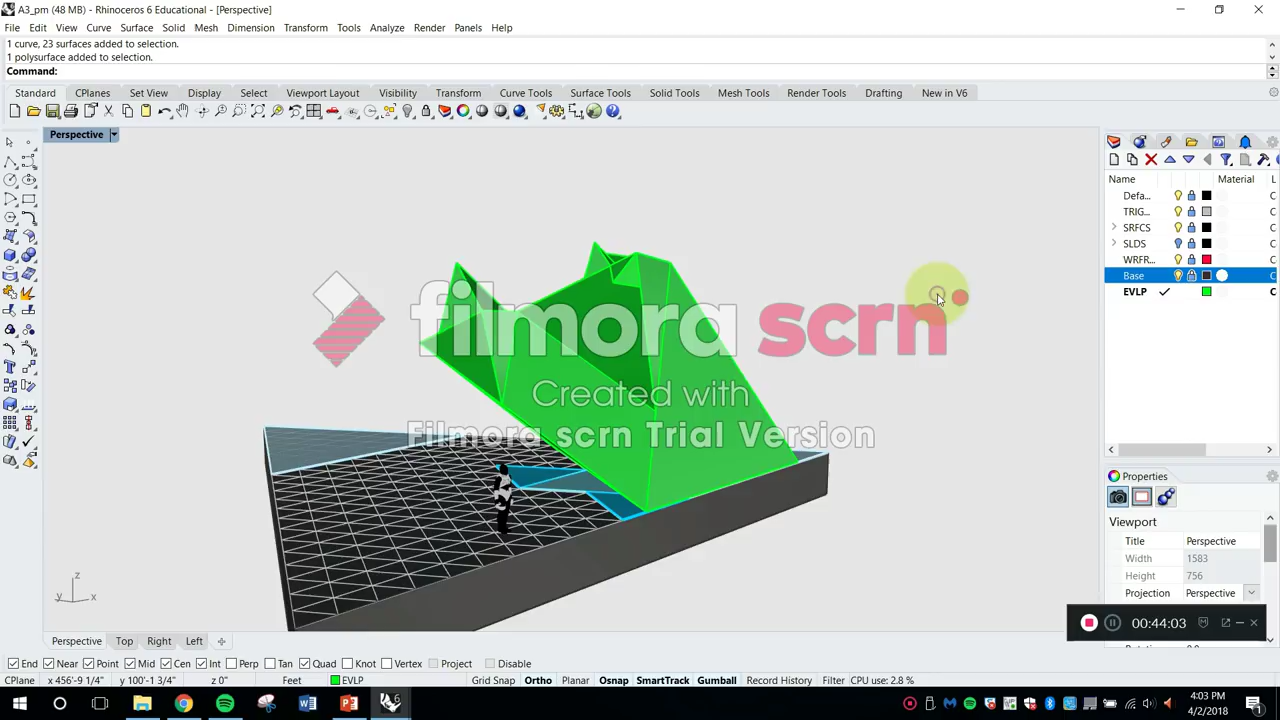 A3_pm (48 MB) - Rhinoceros 6 Educational - [Perspective]
File Edit View Curve Surface Solid Mesh Dimension Transform Tools Analyze Render Panels Help
1 curve, 23 surfaces added to selection.
1 polysurface added to selection.
Command:
Standard CPlanes Set View Display Select Viewport Layout Visibility Transform Curve Tools Surface Tools Solid Tools Mesh Tools Render Tools Drafting New in V6
Perspective
Name Material L
Defa... C
TRIG... C
SRFCS C
SLDS C
WRFR... C
Base C
EVLP C
filmora scrn
Created with
Filmora scrn Trial Version
Properties
Viewport
Title Perspective
Width 1583
Height 756
Projection Perspective
z
y x
00:44:03
Perspective Top Right Left
End Near Point Mid Cen Int Perp Tan Quad Knot Vertex Project Disable
CPlane x 456'-9 1/4" y 100'-1 3/4" z 0" Feet EVLP Grid Snap Ortho Planar Osnap SmartTrack Gumball Record History Filter CPU use: 2.8 %
4:03 PM
4/2/2018